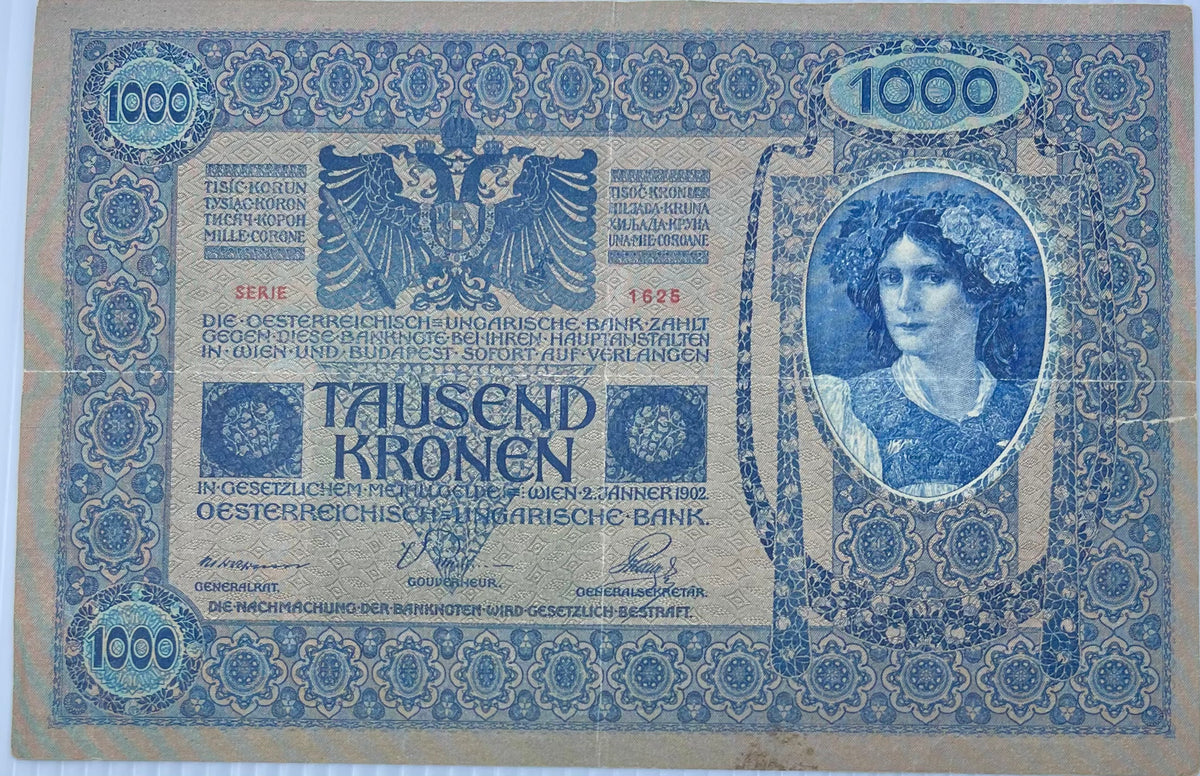 1000
1000
TISÍC·KORUN
TYSIĄC·KORON
ТИСЯЧ·КОРОН
MILLE·CORONE
TISOČ·KRON
HILJADA·KRUNA
ХИЉАДА·КРУНА
UNA·MIE·COROANE
SERIE
1625
DIE·OESTERREICHISCH=UNGARISCHE·BANK·ZAHLT
GEGEN·DIESE·BANKNOTE·BEI·IHREN·HAUPTANSTALTEN
IN·WIEN·UND·BUDAPEST·SOFORT·AUF·VERLANGEN
TAUSEND
KRONEN
IN·GESETZLICHEM·METALLGELDE·=·WIEN·2·JÄNNER 1902
OESTERREICHISCH=UNGARISCHE·BANK.
GENERALRAT.
GOUVERNEUR.
GENERALSEKRETÄR.
DIE·NACHMACHUNG·DER·BANKNOTEN·WIRD·GESETZLICH·BESTRAFT.
1000